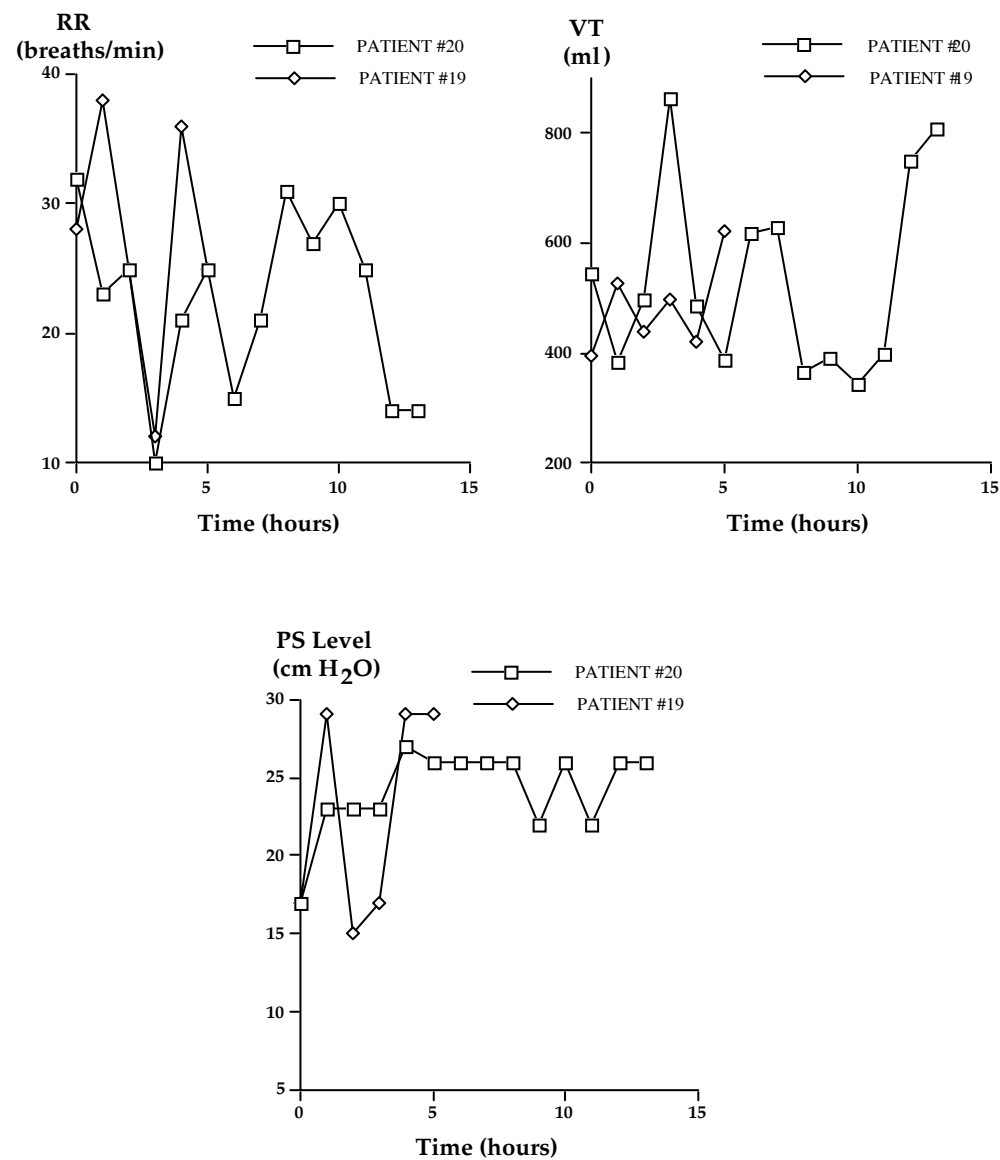 RR
(breaths/min)
PATIENT #20
PATIENT #19
40
30
20
10
0
5
10
15
Time (hours)
VT
(ml)
PATIENT #20
PATIENT #19
800
600
400
200
0
5
10
15
Time (hours)
PS Level
(cm H2O)
PATIENT #20
PATIENT #19
30
25
20
15
10
5
0
5
10
15
Time (hours)